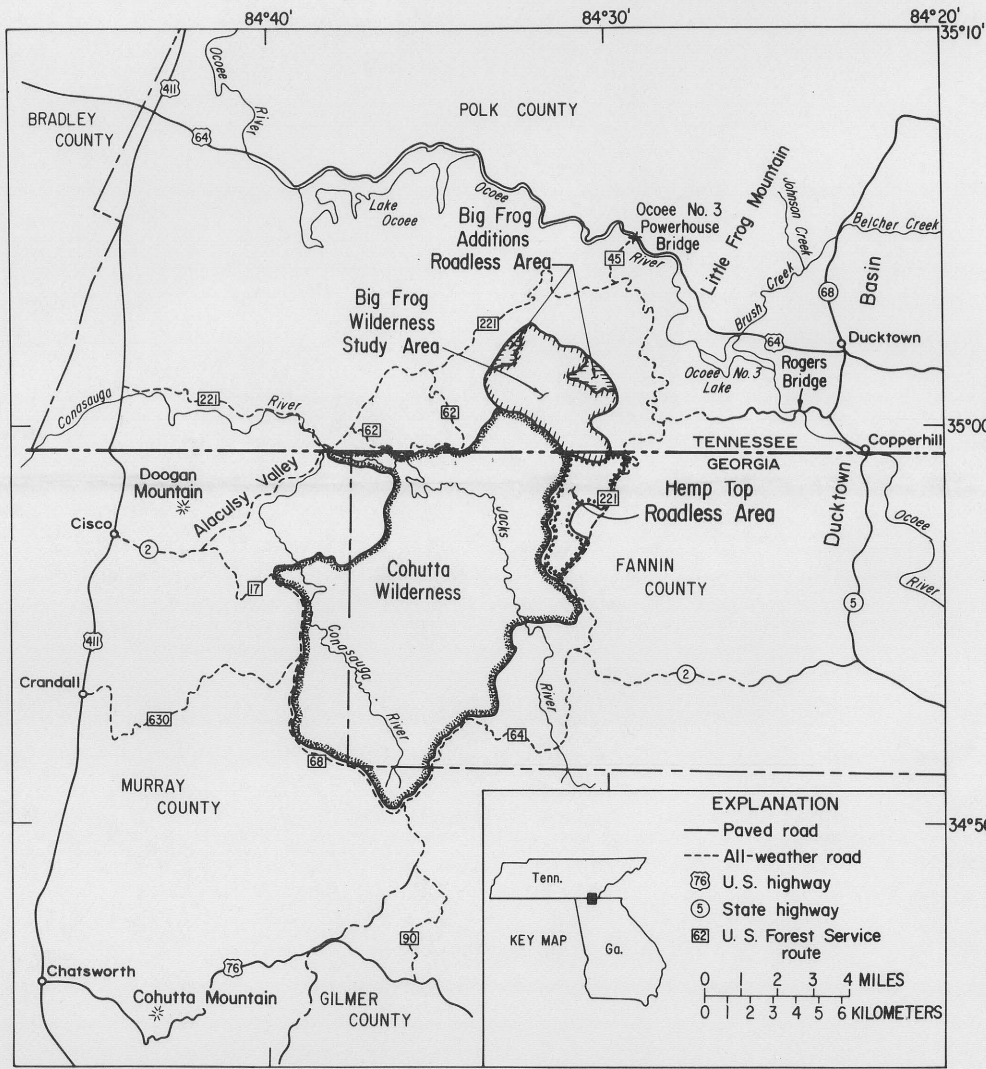 84°40'
84°30'
84°20'
35°10'
411
Ocoee
River
BRADLEY
COUNTY
64
POLK COUNTY
Ocoee
Lake
Ocoee
Big Frog
Additions
Roadless Area
Ocoee No. 3
Powerhouse
Bridge
45
River
Little Frog Mountain
Johnson Creek
Belcher Creek
Brush Creek
68
Basin
Big Frog
Wilderness
Study Area
221
64
Ducktown
Ocoee No. 3
Lake
Rogers
Bridge
Conasauga
221
River
62
62
35°00'
TENNESSEE
GEORGIA
Copperhill
Doogan
Mountain
Alaculsy Valley
Cisco
2
17
Jacks
River
221
Hemp Top
Roadless Area
Ducktown
Ocoee
River
Cohutta
Wilderness
FANNIN
COUNTY
5
411
Conasauga
River
Crandall
630
2
64
68
MURRAY
COUNTY
34°50'
EXPLANATION
Paved road
All-weather road
76 U. S. highway
5 State highway
62 U. S. Forest Service
route
Tenn.
Ga.
KEY MAP
0 1 2 3 4 MILES
0 1 2 3 4 5 6 KILOMETERS
90
76
Chatsworth
Cohutta Mountain
GILMER
COUNTY